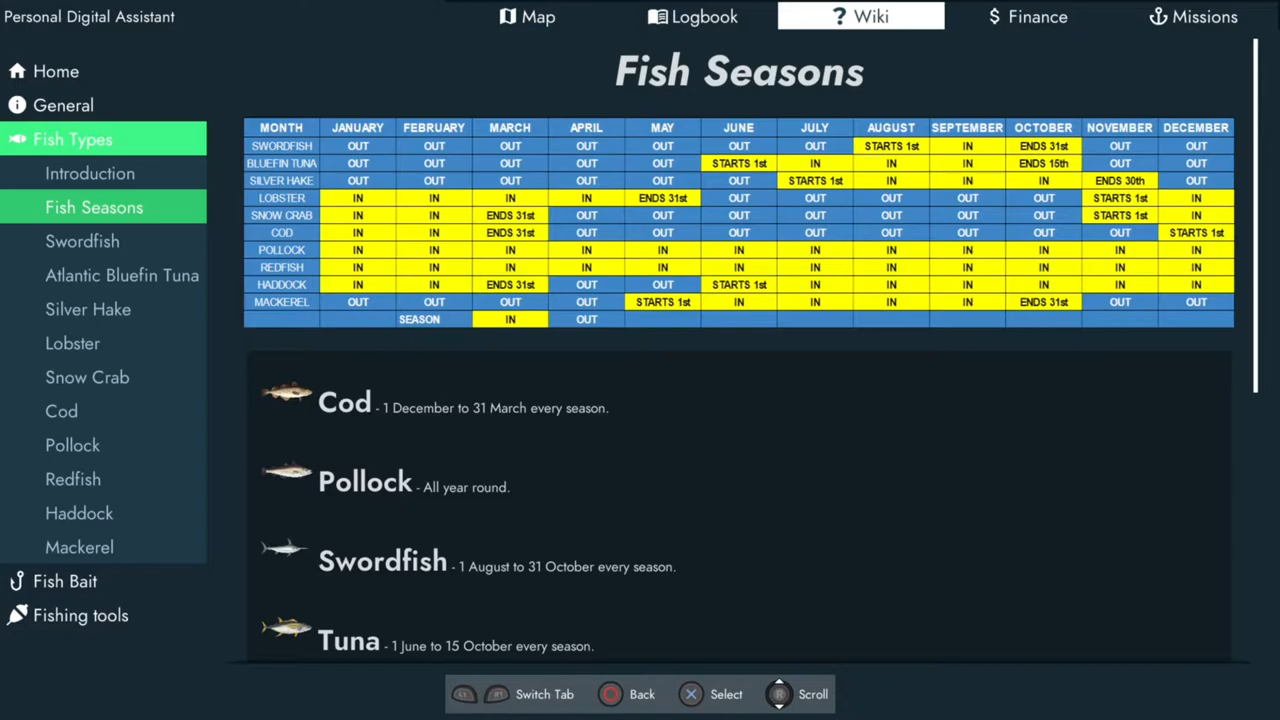 Personal Digital Assistant
Map
Logbook
? Wiki
$ Finance
Missions
Home
General
Fish Types
Introduction
Fish Seasons
Swordfish
Atlantic Bluefin Tuna
Silver Hake
Lobster
Snow Crab
Cod
Pollock
Redfish
Haddock
Mackerel
Fish Bait
Fishing tools
Fish Seasons
MONTH JANUARY FEBRUARY MARCH APRIL MAY JUNE JULY AUGUST SEPTEMBER OCTOBER NOVEMBER DECEMBER
SWORDFISH OUT OUT OUT OUT OUT OUT OUT STARTS 1st IN ENDS 31st OUT OUT
BLUEFIN TUNA OUT OUT OUT OUT OUT STARTS 1st IN IN IN ENDS 15th OUT OUT
SILVER HAKE OUT OUT OUT OUT OUT OUT STARTS 1st IN IN IN ENDS 30th OUT
LOBSTER IN IN IN IN ENDS 31st OUT OUT OUT OUT OUT STARTS 1st IN
SNOW CRAB IN IN ENDS 31st OUT OUT OUT OUT OUT OUT OUT STARTS 1st IN
COD IN IN ENDS 31st OUT OUT OUT OUT OUT OUT OUT OUT STARTS 1st
POLLOCK IN IN IN IN IN IN IN IN IN IN IN IN
REDFISH IN IN IN IN IN IN IN IN IN IN IN IN
HADDOCK IN IN ENDS 31st OUT OUT STARTS 1st IN IN IN IN IN IN
MACKEREL OUT OUT OUT OUT STARTS 1st IN IN IN IN ENDS 31st OUT OUT
SEASON IN OUT
Cod - 1 December to 31 March every season.
Pollock - All year round.
Swordfish - 1 August to 31 October every season.
Tuna - 1 June to 15 October every season.
L1 R1 Switch Tab
Back
Select
R Scroll